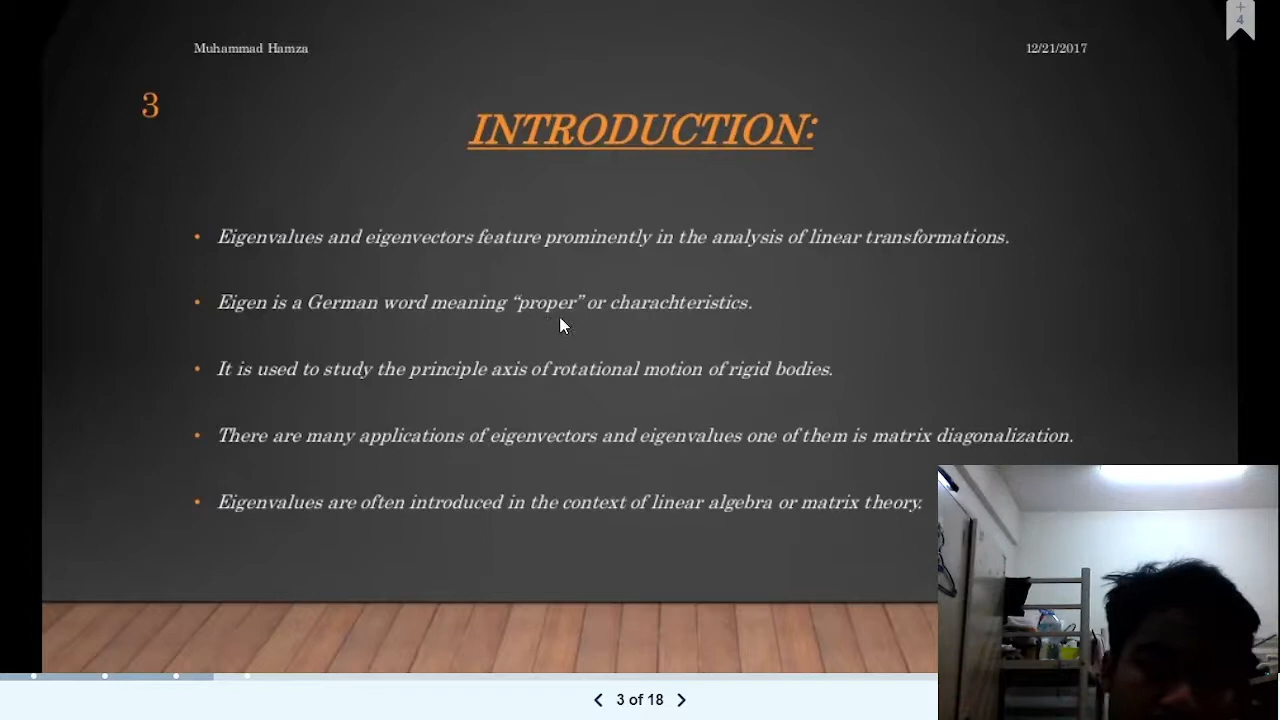 Muhammad Hamza
12/21/2017
+
4
3
INTRODUCTION:
• Eigenvalues and eigenvectors feature prominently in the analysis of linear transformations.
• Eigen is a German word meaning “proper” or charachteristics.
• It is used to study the principle axis of rotational motion of rigid bodies.
• There are many applications of eigenvectors and eigenvalues one of them is matrix diagonalization.
• Eigenvalues are often introduced in the context of linear algebra or matrix theory.
3 of 18